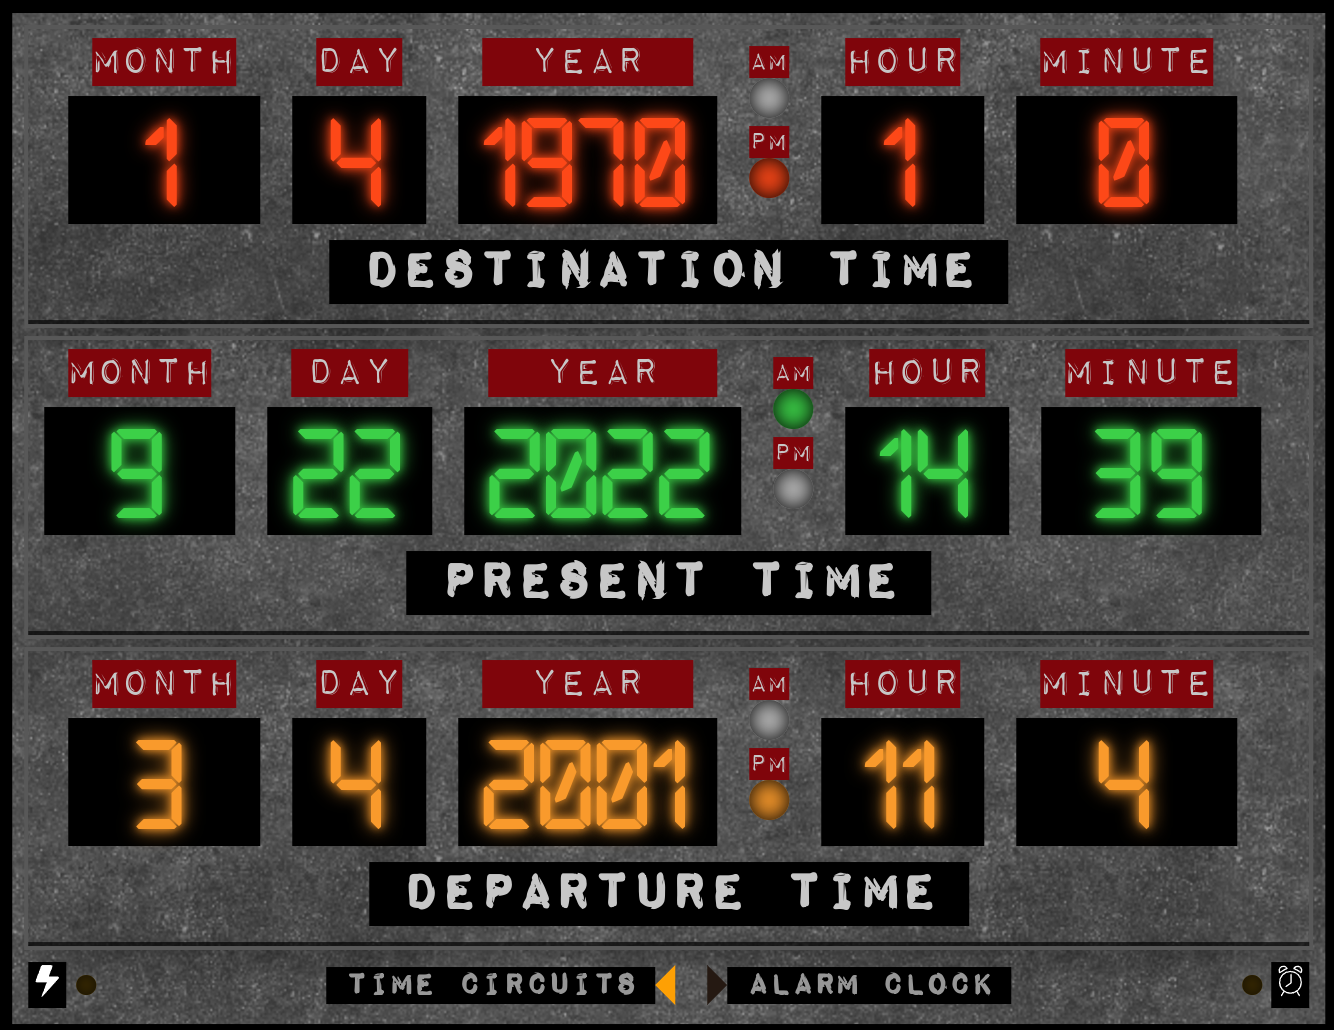 MONTH DAY YEAR AM HOUR MINUTE
1 4 1970 PM 1 0
DESTINATION TIME
MONTH DAY YEAR AM HOUR MINUTE
9 22 2022 PM 14 39
PRESENT TIME
MONTH DAY YEAR AM HOUR MINUTE
3 4 2001 PM 11 4
DEPARTURE TIME
TIME CIRCUITS ALARM CLOCK